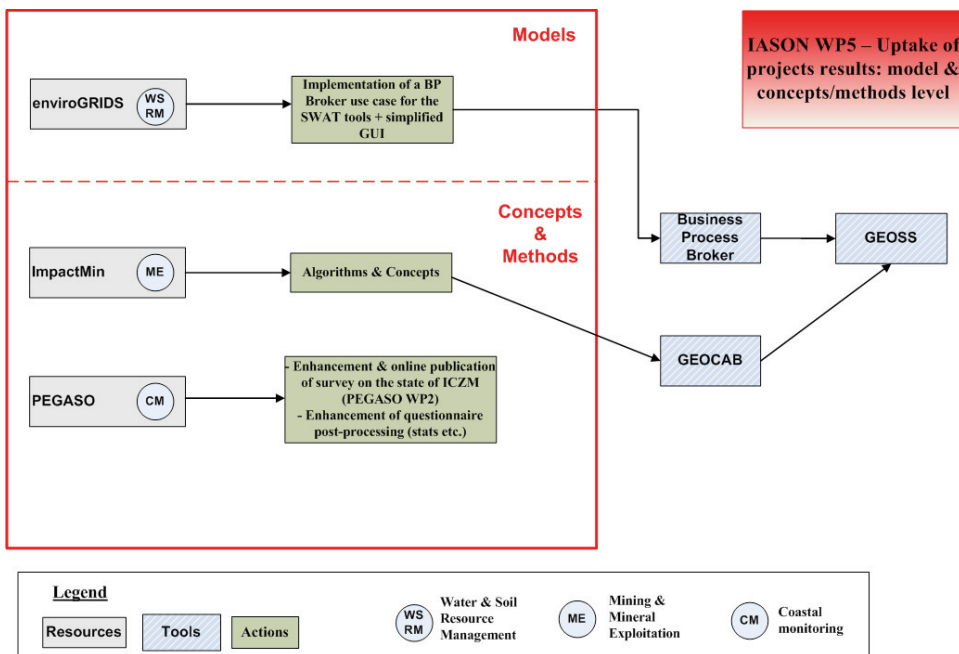 Models
IASON WP5 – Uptake of
projects results: model &
concepts/methods level
enviroGRIDS
WS
RM
Implementation of a BP
Broker use case for the
SWAT tools + simplified
GUI
Concepts
&
Methods
Business
Process
Broker
GEOSS
ImpactMin
ME
Algorithms & Concepts
GEOCAB
PEGASO
CM
- Enhancement & online publication
of survey on the state of ICZM
(PEGASO WP2)
- Enhancement of questionnaire
post-processing (stats etc.)
Legend
Resources
Tools
Actions
WS
RM
Water & Soil
Resource
Management
ME
Mining &
Mineral
Exploitation
CM
Coastal
monitoring